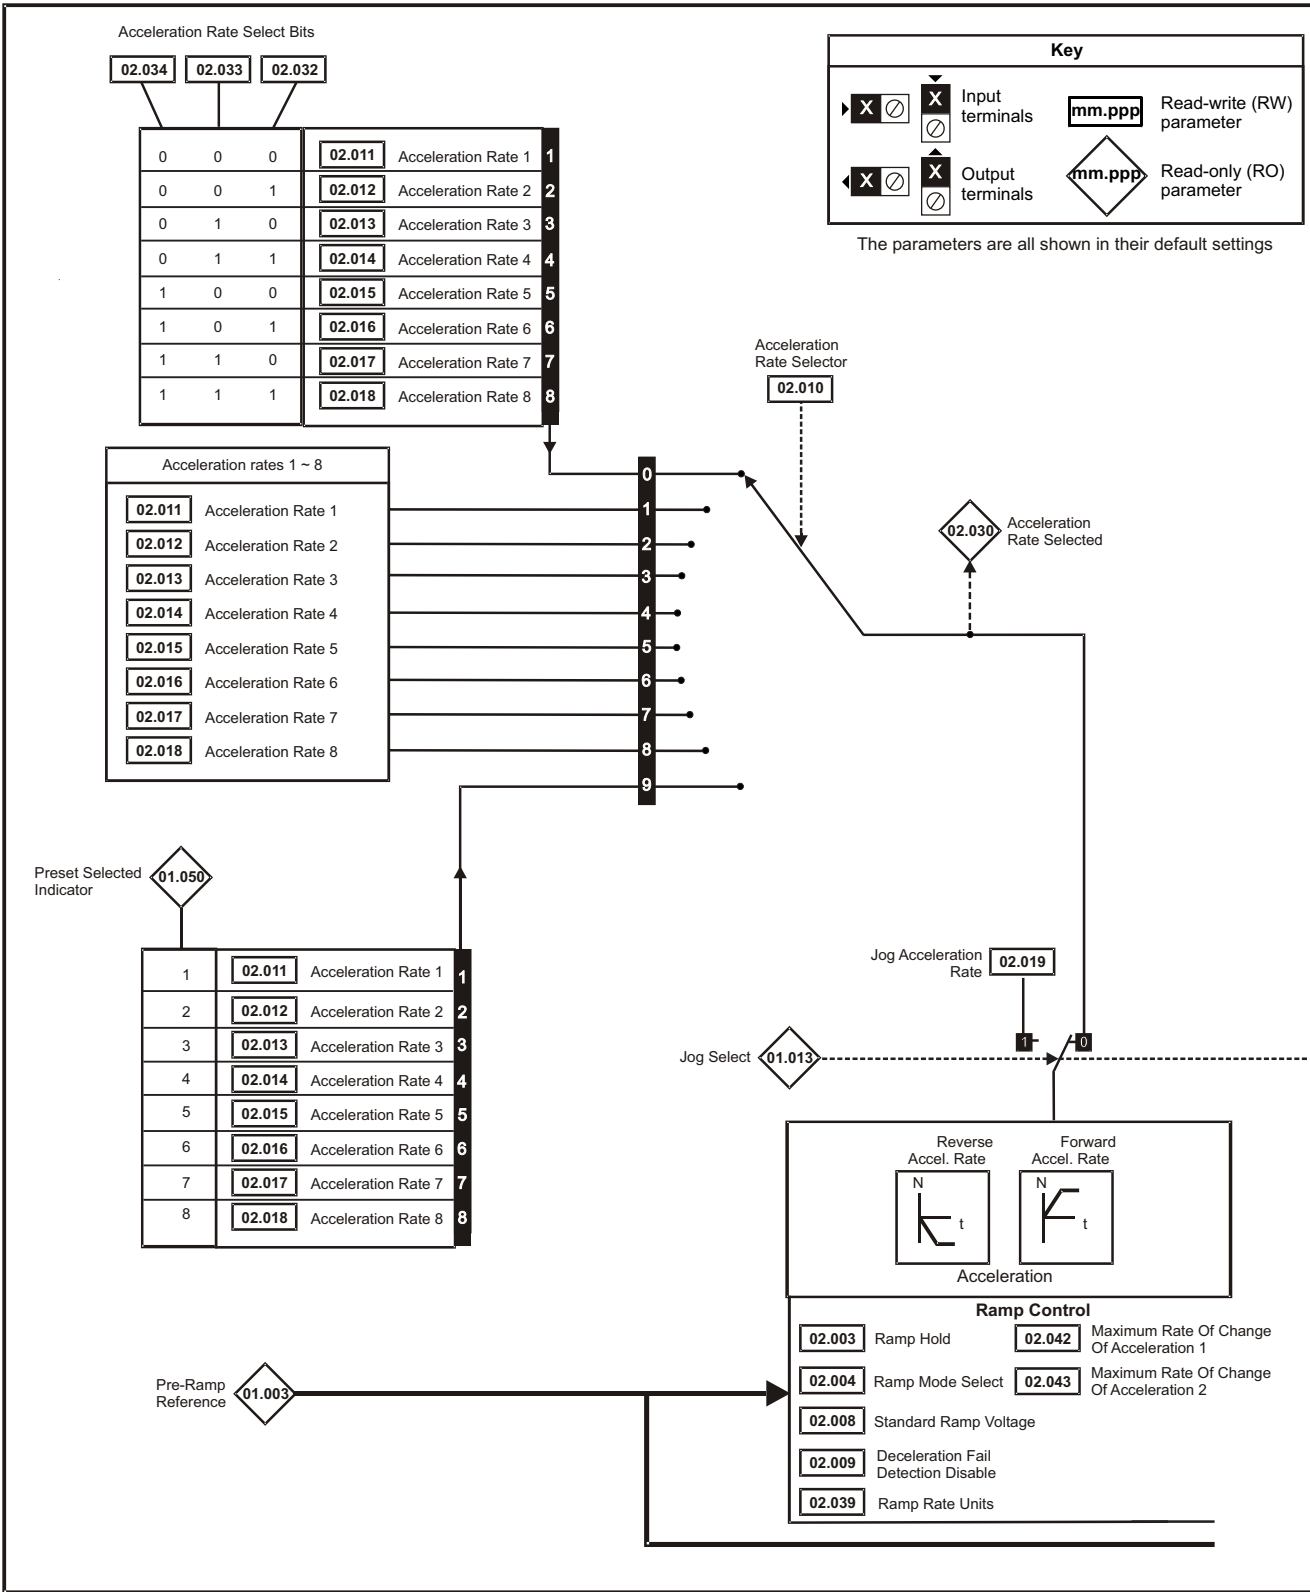 Acceleration Rate Select Bits
02.034 02.033 02.032
0 0 0 02.011 Acceleration Rate 1 1
0 0 1 02.012 Acceleration Rate 2 2
0 1 0 02.013 Acceleration Rate 3 3
0 1 1 02.014 Acceleration Rate 4 4
1 0 0 02.015 Acceleration Rate 5 5
1 0 1 02.016 Acceleration Rate 6 6
1 1 0 02.017 Acceleration Rate 7 7
1 1 1 02.018 Acceleration Rate 8 8
Key
X X Input
terminals
mm.ppp Read-write (RW)
parameter
X X Output
terminals
mm.ppp Read-only (RO)
parameter
The parameters are all shown in their default settings
Acceleration
Rate Selector
02.010
Acceleration rates 1 ~ 8
0
02.011 Acceleration Rate 1 1
02.012 Acceleration Rate 2 2
02.013 Acceleration Rate 3 3
02.014 Acceleration Rate 4 4
02.015 Acceleration Rate 5 5
02.016 Acceleration Rate 6 6
02.017 Acceleration Rate 7 7
02.018 Acceleration Rate 8 8
9
02.030 Acceleration
Rate Selected
Preset Selected
Indicator
01.050
1 02.011 Acceleration Rate 1 1
2 02.012 Acceleration Rate 2 2
3 02.013 Acceleration Rate 3 3
4 02.014 Acceleration Rate 4 4
5 02.015 Acceleration Rate 5 5
6 02.016 Acceleration Rate 6 6
7 02.017 Acceleration Rate 7 7
8 02.018 Acceleration Rate 8 8
Jog Acceleration
Rate
02.019
1 0
Jog Select 01.013
Reverse
Accel. Rate
Forward
Accel. Rate
N
t
N
t
Acceleration
Ramp Control
02.003 Ramp Hold
02.042 Maximum Rate Of Change
Of Acceleration 1
02.004 Ramp Mode Select
02.043 Maximum Rate Of Change
Of Acceleration 2
02.008 Standard Ramp Voltage
02.009 Deceleration Fail
Detection Disable
02.039 Ramp Rate Units
Pre-Ramp
Reference
01.003